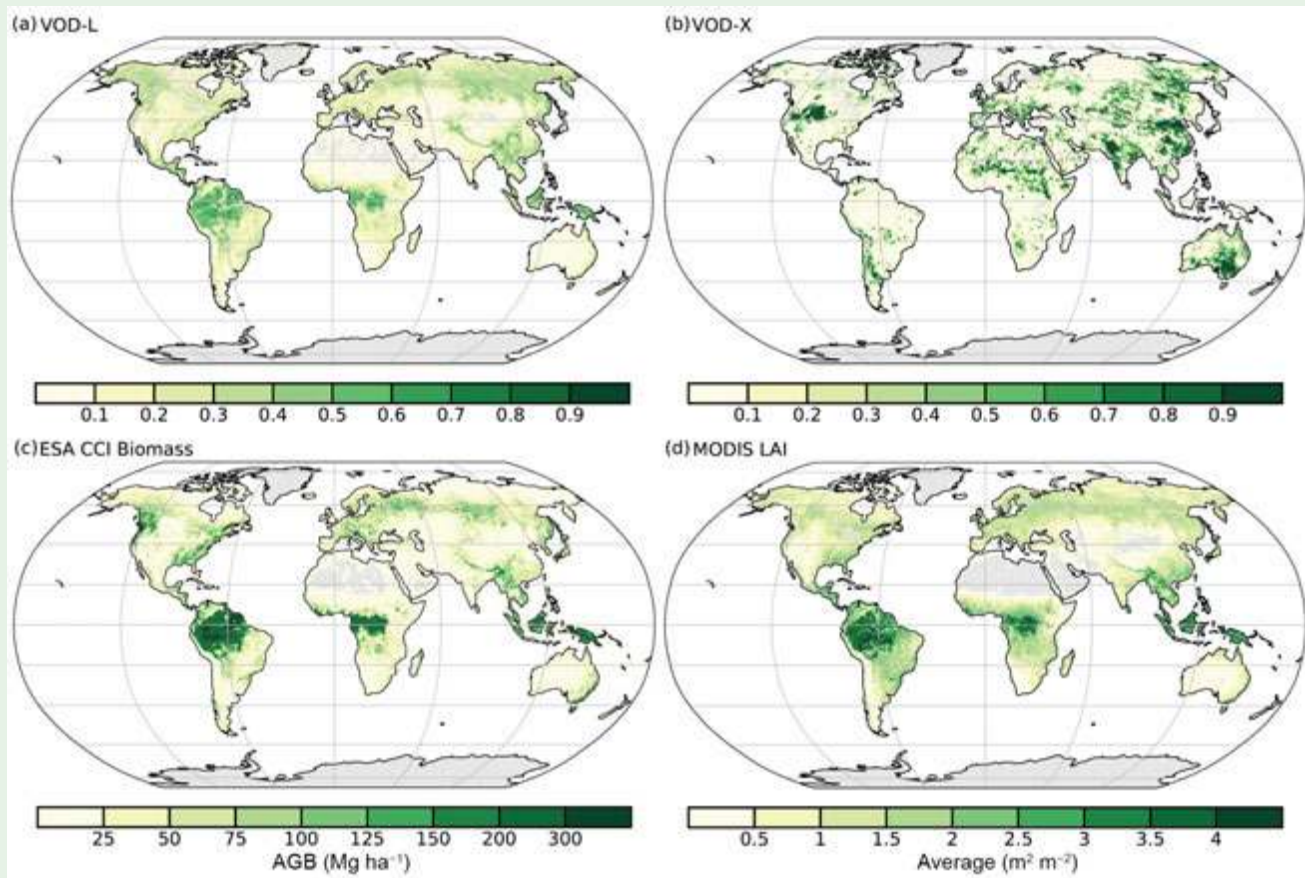 (a) VOD-L
(b) VOD-X
0.1 0.2 0.3 0.4 0.5 0.6 0.7 0.8 0.9
0.1 0.2 0.3 0.4 0.5 0.6 0.7 0.8 0.9
(c) ESA CCI Biomass
(d) MODIS LAI
25 50 75 100 125 150 200 300
AGB (Mg ha⁻¹)
0.5 1 1.5 2 2.5 3 3.5 4
Average (m² m⁻²)